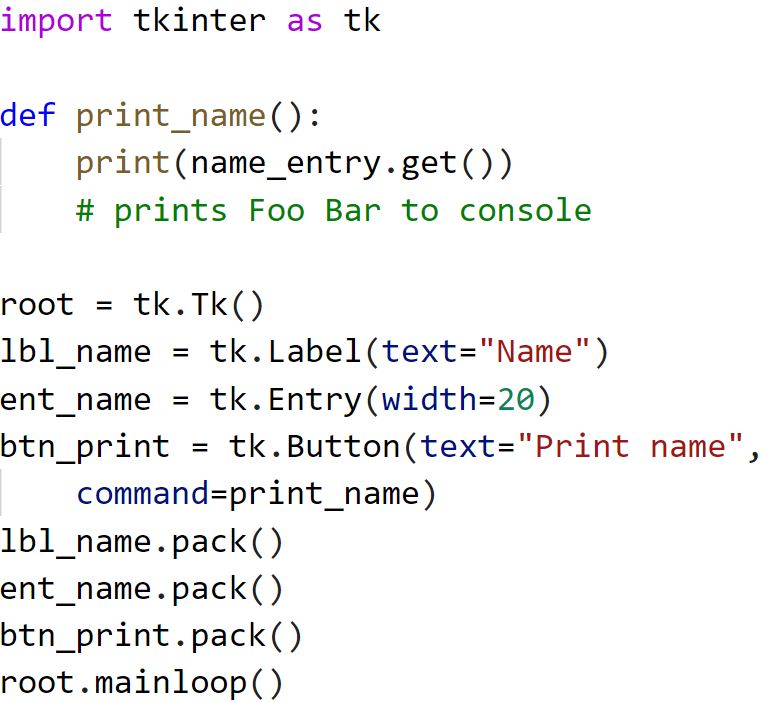 import tkinter as tk
def print_name():
    print(name_entry.get())
    # prints Foo Bar to console
root = tk.Tk()
lbl_name = tk.Label(text="Name")
ent_name = tk.Entry(width=20)
btn_print = tk.Button(text="Print name",
    command=print_name)
lbl_name.pack()
ent_name.pack()
btn_print.pack()
root.mainloop()